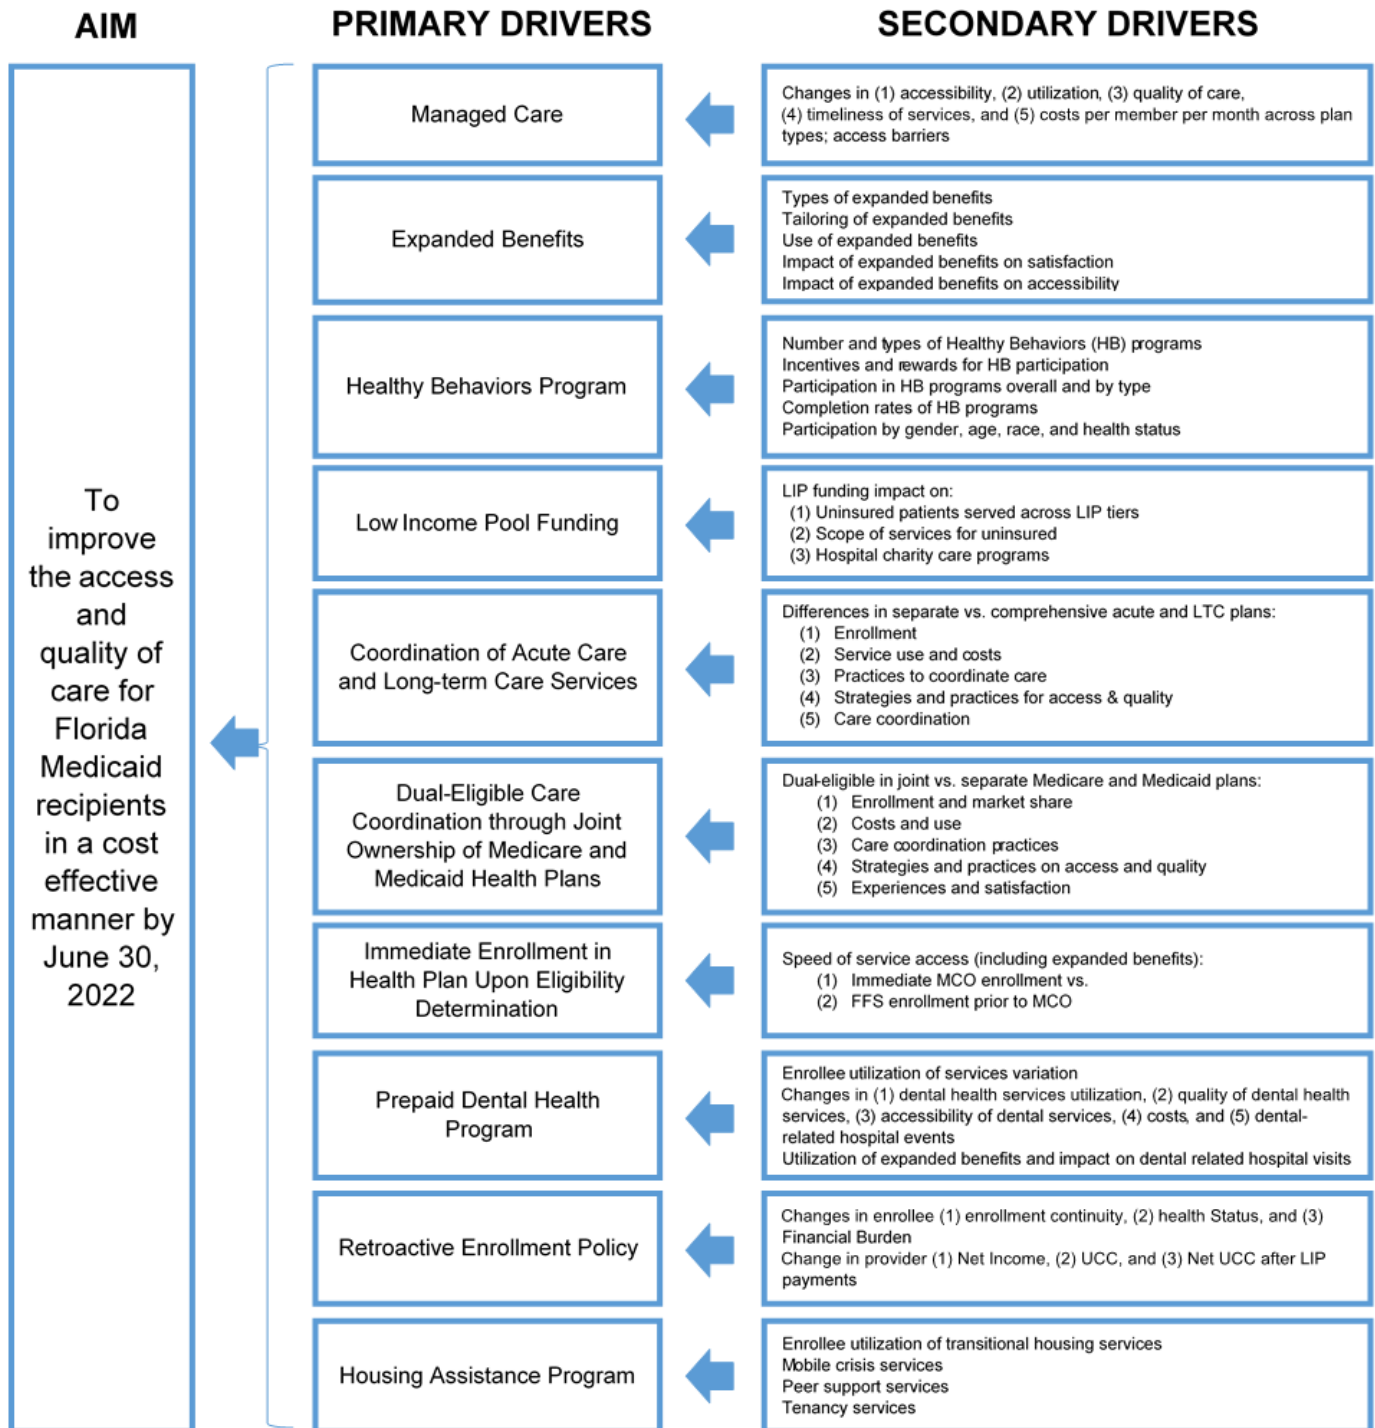 AIM
PRIMARY DRIVERS
SECONDARY DRIVERS
To
improve
the access
and
quality of
care for
Florida
Medicaid
recipients
in a cost
effective
manner by
June 30,
2022
Managed Care
Changes in (1) accessibility, (2) utilization, (3) quality of care,
(4) timeliness of services, and (5) costs per member per month across plan
types; access barriers
Expanded Benefits
Types of expanded benefits
Tailoring of expanded benefits
Use of expanded benefits
Impact of expanded benefits on satisfaction
Impact of expanded benefits on accessibility
Healthy Behaviors Program
Number and types of Healthy Behaviors (HB) programs
Incentives and rewards for HB participation
Participation in HB programs overall and by type
Completion rates of HB programs
Participation by gender, age, race, and health status
Low Income Pool Funding
LIP funding impact on:
(1) Uninsured patients served across LIP tiers
(2) Scope of services for uninsured
(3) Hospital charity care programs
Coordination of Acute Care
and Long-term Care Services
Differences in separate vs. comprehensive acute and LTC plans:
(1) Enrollment
(2) Service use and costs
(3) Practices to coordinate care
(4) Strategies and practices for access & quality
(5) Care coordination
Dual-Eligible Care
Coordination through Joint
Ownership of Medicare and
Medicaid Health Plans
Dual-eligible in joint vs. separate Medicare and Medicaid plans:
(1) Enrollment and market share
(2) Costs and use
(3) Care coordination practices
(4) Strategies and practices on access and quality
(5) Experiences and satisfaction
Immediate Enrollment in
Health Plan Upon Eligibility
Determination
Speed of service access (including expanded benefits):
(1) Immediate MCO enrollment vs.
(2) FFS enrollment prior to MCO
Prepaid Dental Health
Program
Enrollee utilization of services variation
Changes in (1) dental health services utilization, (2) quality of dental health
services, (3) accessibility of dental services, (4) costs, and (5) dental-
related hospital events
Utilization of expanded benefits and impact on dental related hospital visits
Retroactive Enrollment Policy
Changes in enrollee (1) enrollment continuity, (2) health Status, and (3)
Financial Burden
Change in provider (1) Net Income, (2) UCC, and (3) Net UCC after LIP
payments
Housing Assistance Program
Enrollee utilization of transitional housing services
Mobile crisis services
Peer support services
Tenancy services